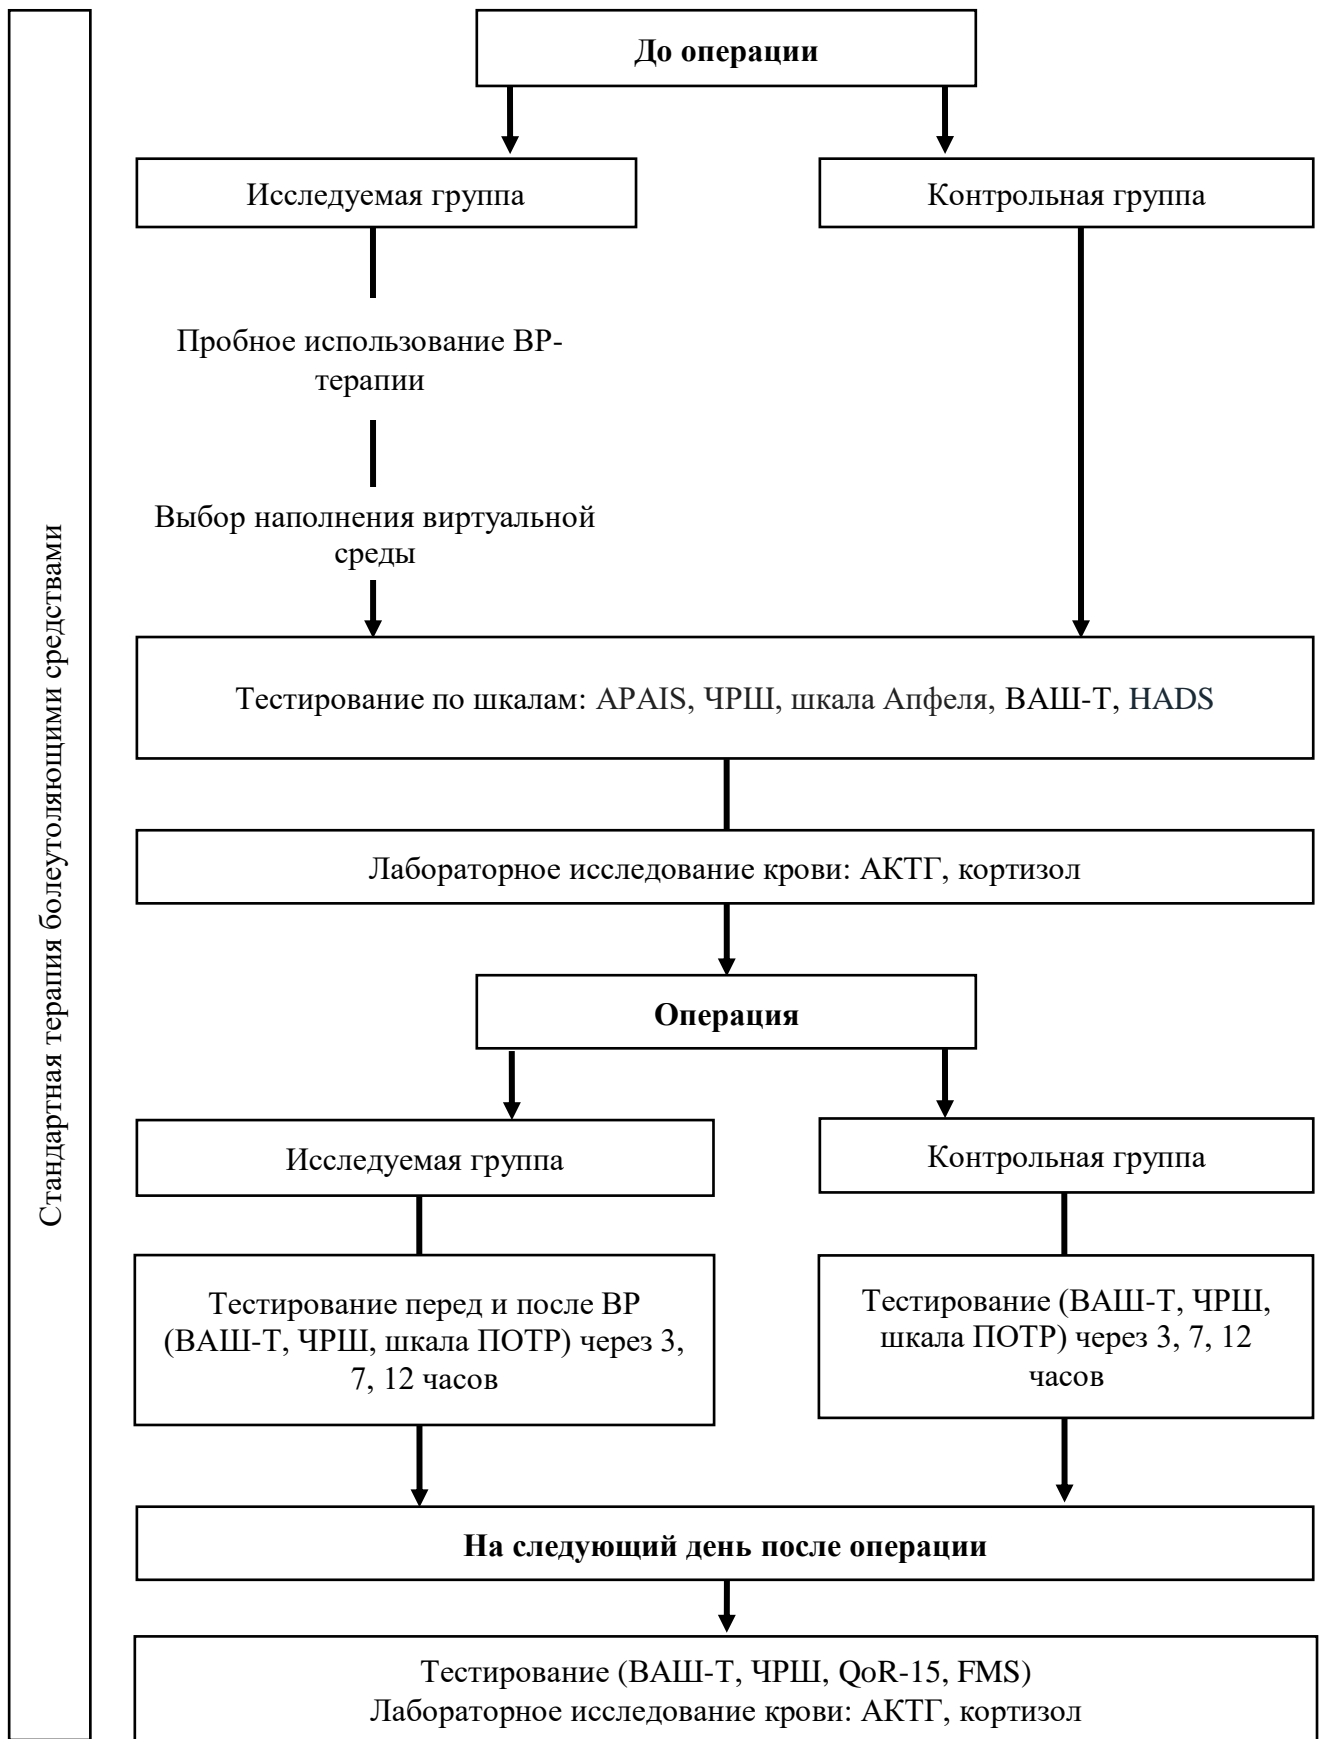 До операции
Исследуемая группа
Контрольная группа
Пробное использование ВР-
терапии
Выбор наполнения виртуальной
среды
Тестирование по шкалам: APAIS, ЧРШ, шкала Апфеля, ВАШ-Т, HADS
Лабораторное исследование крови: АКТГ, кортизол
Операция
Исследуемая группа
Контрольная группа
Тестирование перед и после ВР
(ВАШ-Т, ЧРШ, шкала ПОТР) через 3,
7, 12 часов
Тестирование (ВАШ-Т, ЧРШ,
шкала ПОТР) через 3, 7, 12
часов
На следующий день после операции
Тестирование (ВАШ-Т, ЧРШ, QoR-15, FMS)
Лабораторное исследование крови: АКТГ, кортизол
Стандартная терапия болеутоляющими средствами